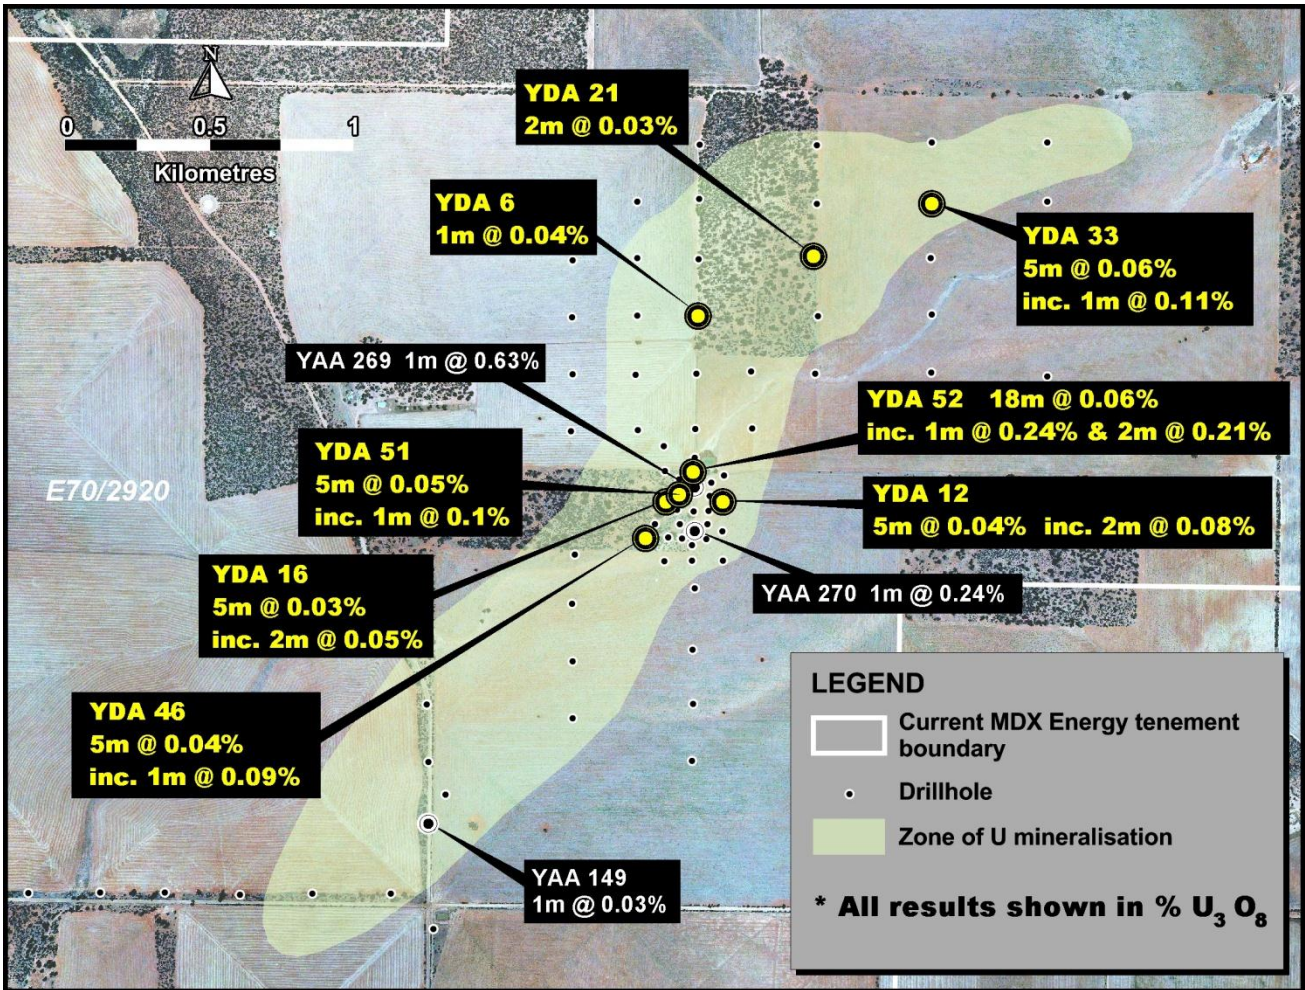 N
0 0.5 1
Kilometres
YDA 21
2m @ 0.03%
YDA 6
1m @ 0.04%
YDA 33
5m @ 0.06%
inc. 1m @ 0.11%
YAA 269 1m @ 0.63%
YDA 52 18m @ 0.06%
inc. 1m @ 0.24% & 2m @ 0.21%
YDA 51
5m @ 0.05%
inc. 1m @ 0.1%
E70/2920
YDA 12
5m @ 0.04% inc. 2m @ 0.08%
YDA 16
5m @ 0.03%
inc. 2m @ 0.05%
YAA 270 1m @ 0.24%
YDA 46
5m @ 0.04%
inc. 1m @ 0.09%
YAA 149
1m @ 0.03%
LEGEND
Current MDX Energy tenement
boundary
Drillhole
Zone of U mineralisation
* All results shown in % U₃ O₈